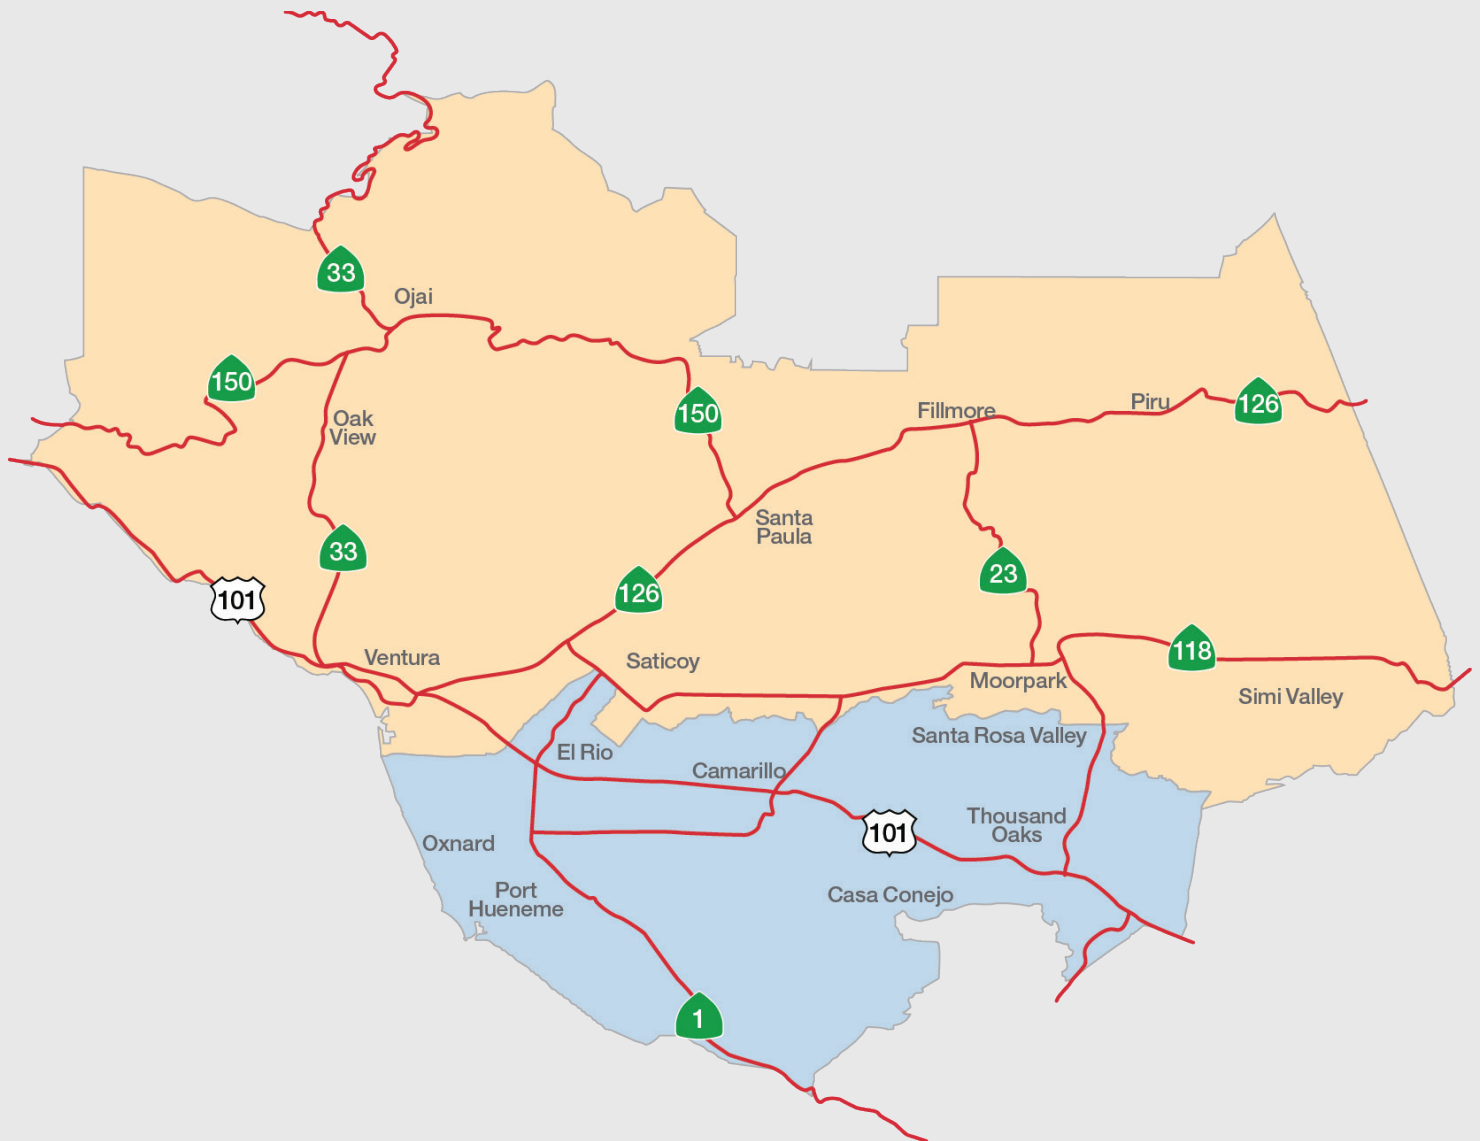 33
Ojai
150
150
Oak
View
Fillmore
Piru
126
Santa
Paula
33
23
126
101
118
Ventura
Saticoy
Moorpark
Simi Valley
Santa Rosa Valley
El Rio
Camarillo
Thousand
Oaks
101
Oxnard
Port
Hueneme
Casa Conejo
1